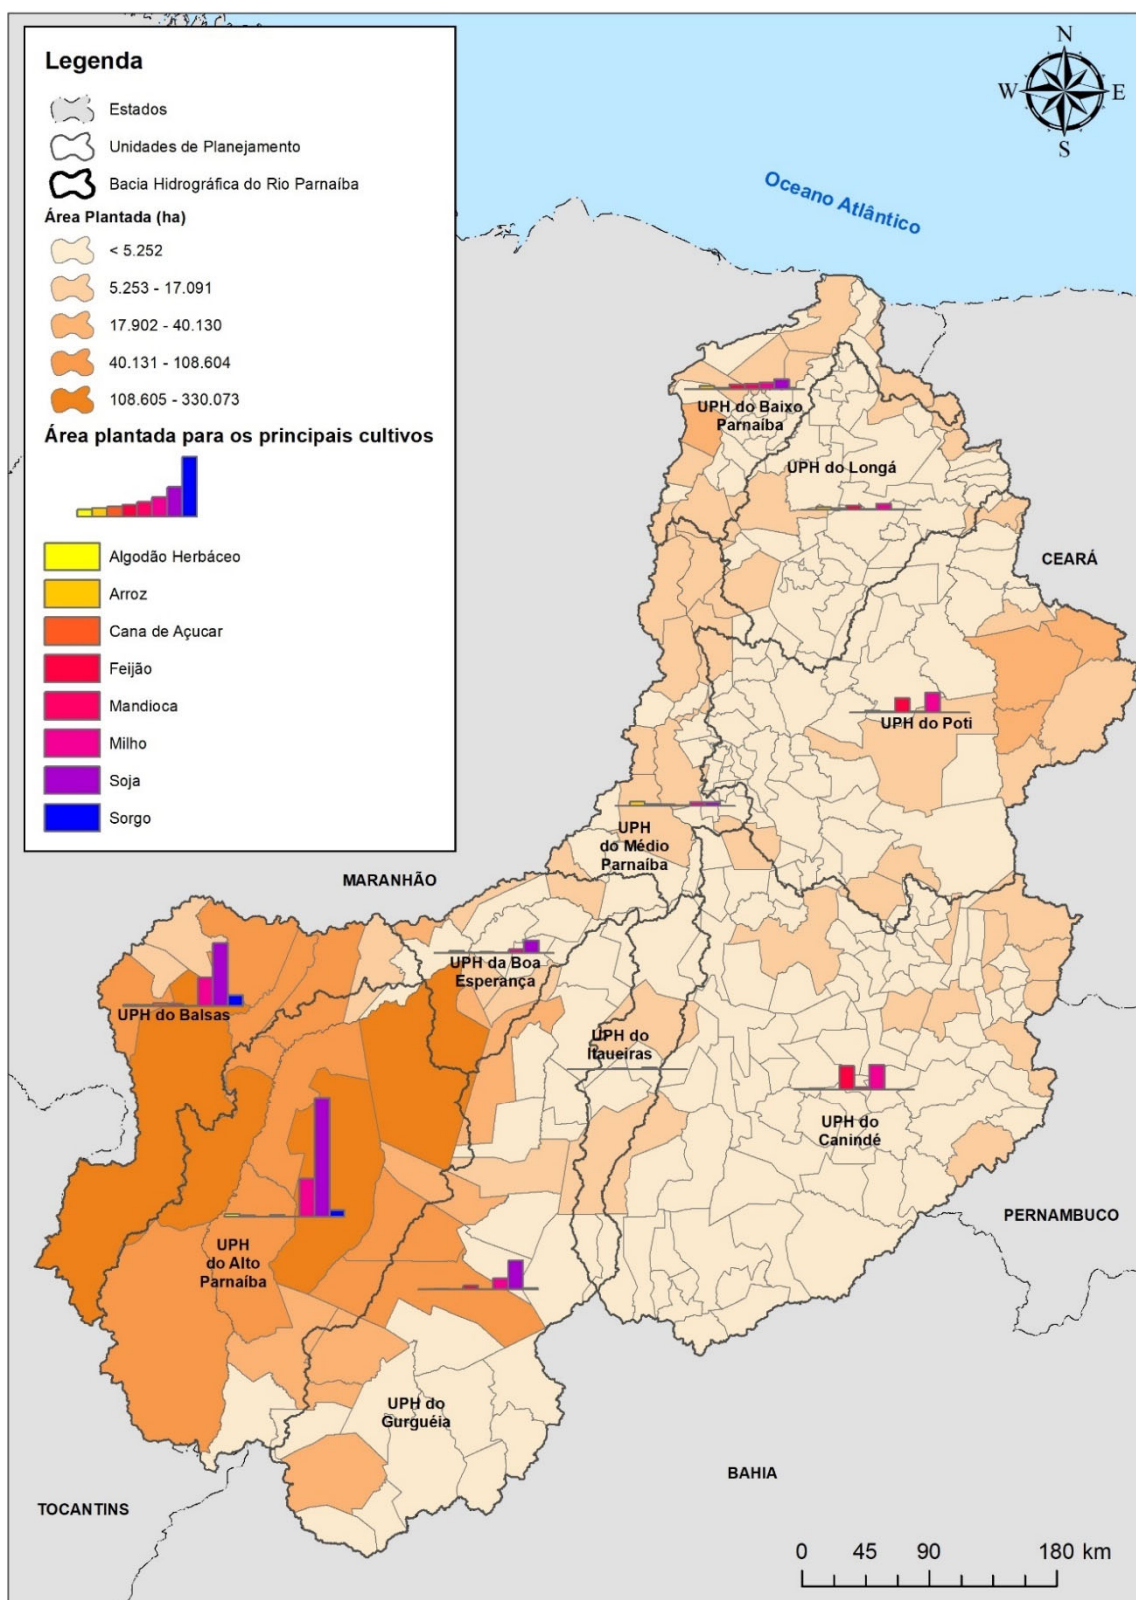 Legenda
Estados
Unidades de Planejamento
Bacia Hidrográfica do Rio Parnaíba
Área Plantada (ha)
< 5.252
5.253 - 17.091
17.902 - 40.130
40.131 - 108.604
108.605 - 330.073
Área plantada para os principais cultivos
Algodão Herbáceo
Arroz
Cana de Açucar
Feijão
Mandioca
Milho
Soja
Sorgo
N
W
E
S
Oceano Atlântico
UPH do Baixo
Parnaíba
UPH do Longá
CEARÁ
UPH do Poti
UPH
do Médio
Parnaíba
MARANHÃO
UPH da Boa
Esperança
UPH do Balsas
UPH do
Itaueiras
UPH do
Canindé
PERNAMBUCO
UPH
do Alto
Parnaíba
UPH do
Gurguéia
BAHIA
TOCANTINS
0 45 90 180 km